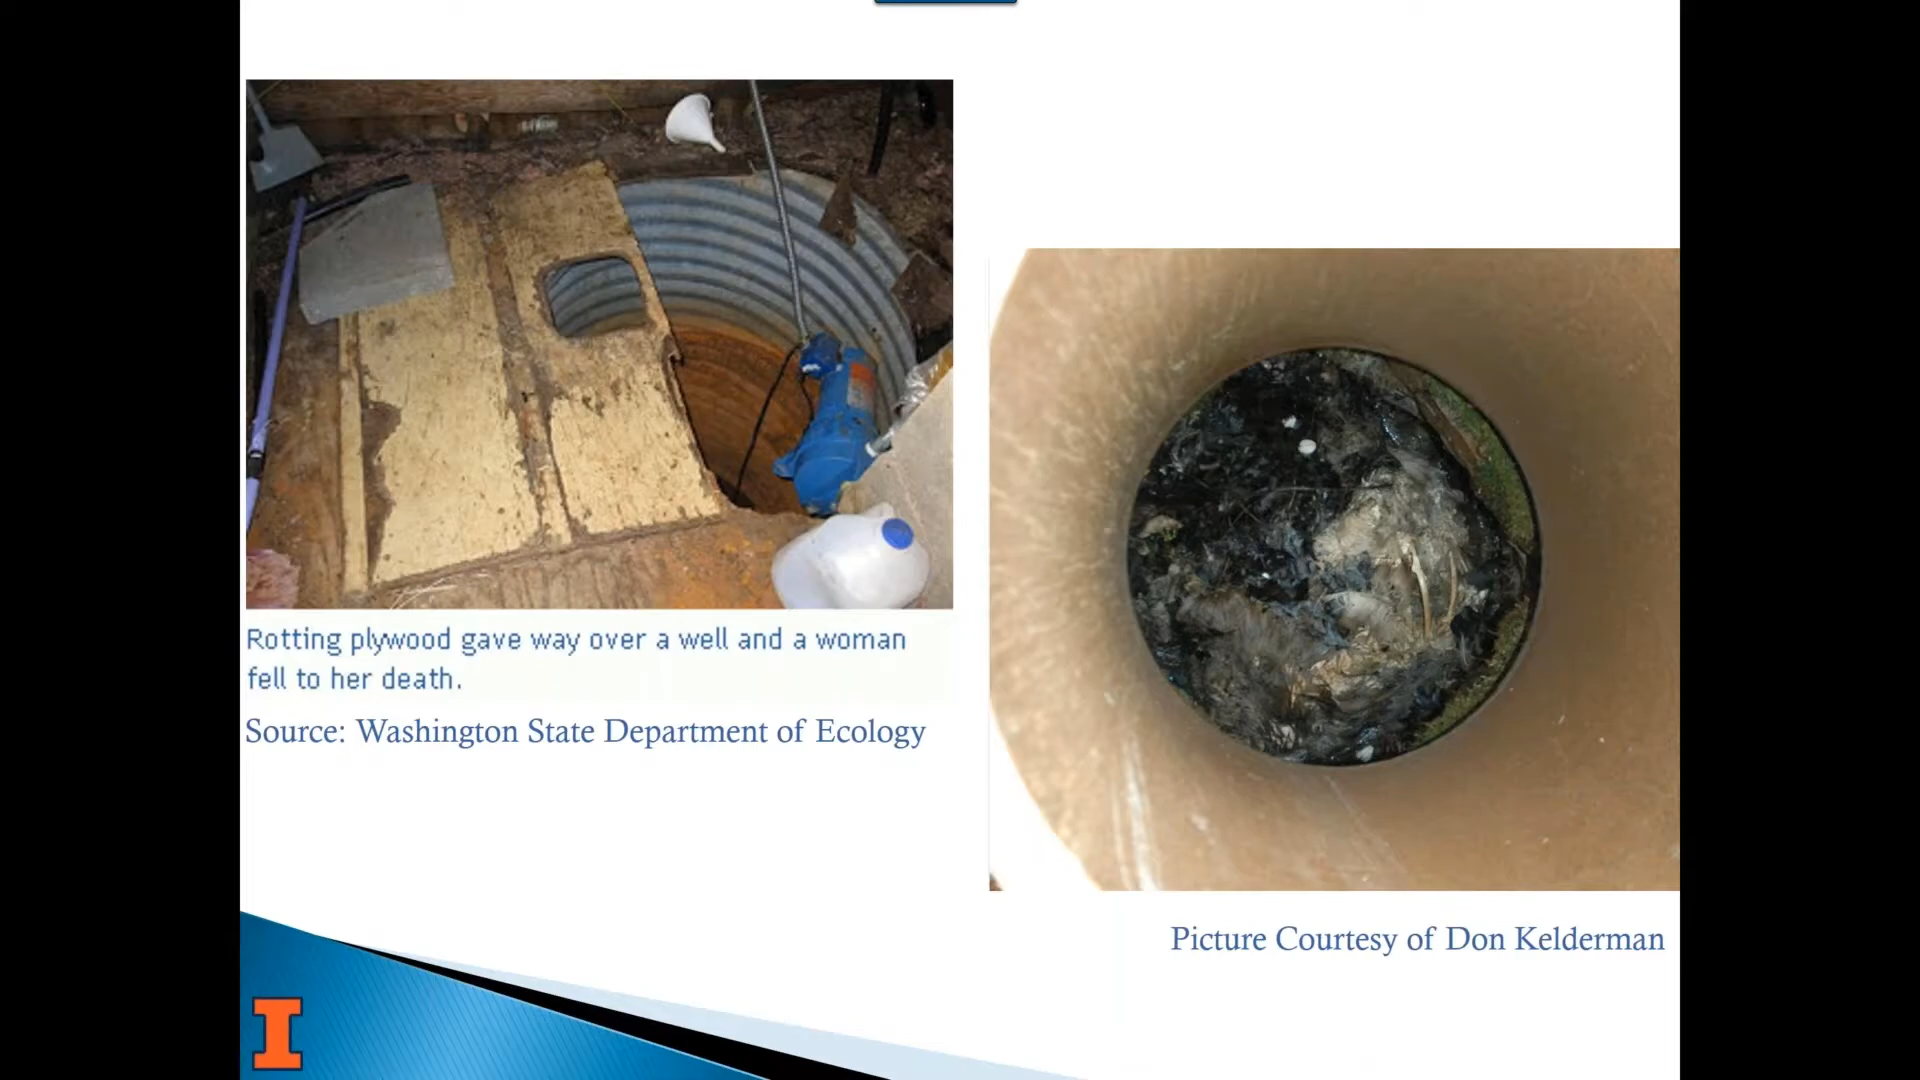 Rotting plywood gave way over a well and a woman
fell to her death.
Source: Washington State Department of Ecology
Picture Courtesy of Don Kelderman
I